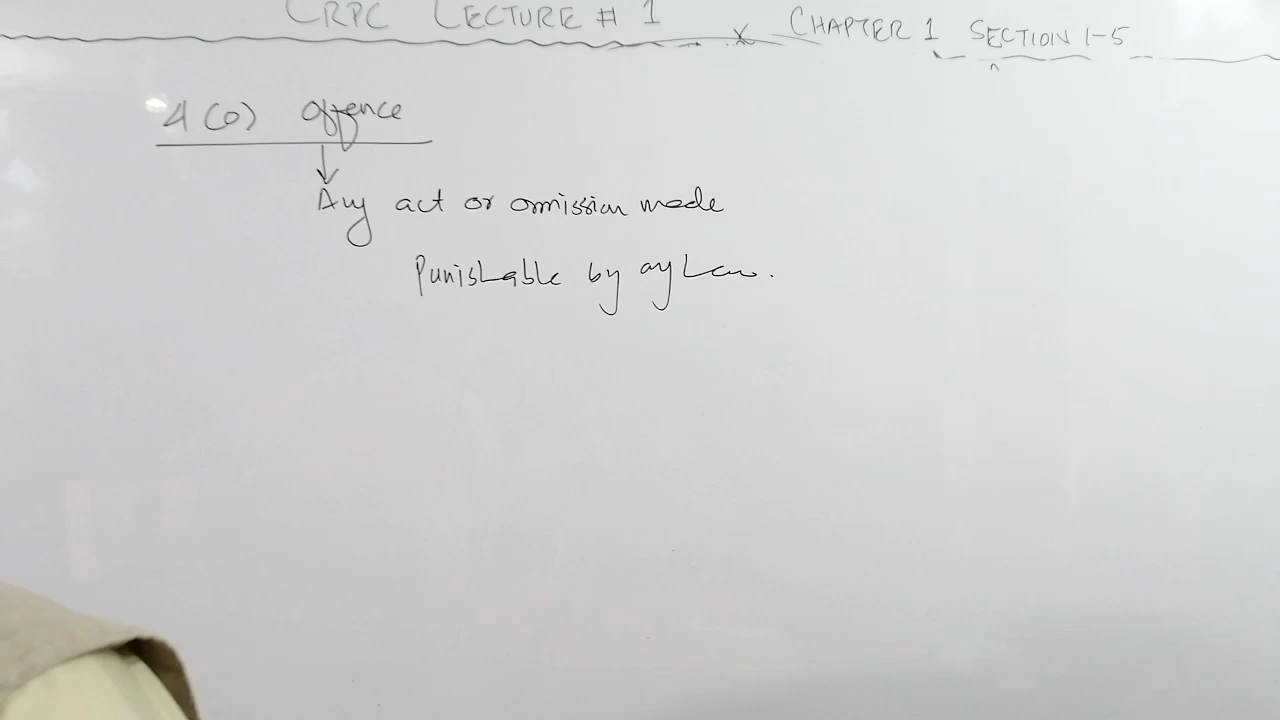 CRPC LECTURE # 1 x CHAPTER 1 SECTION 1-5
4(o) offence
Any act or omission made
Punishable by any Law.